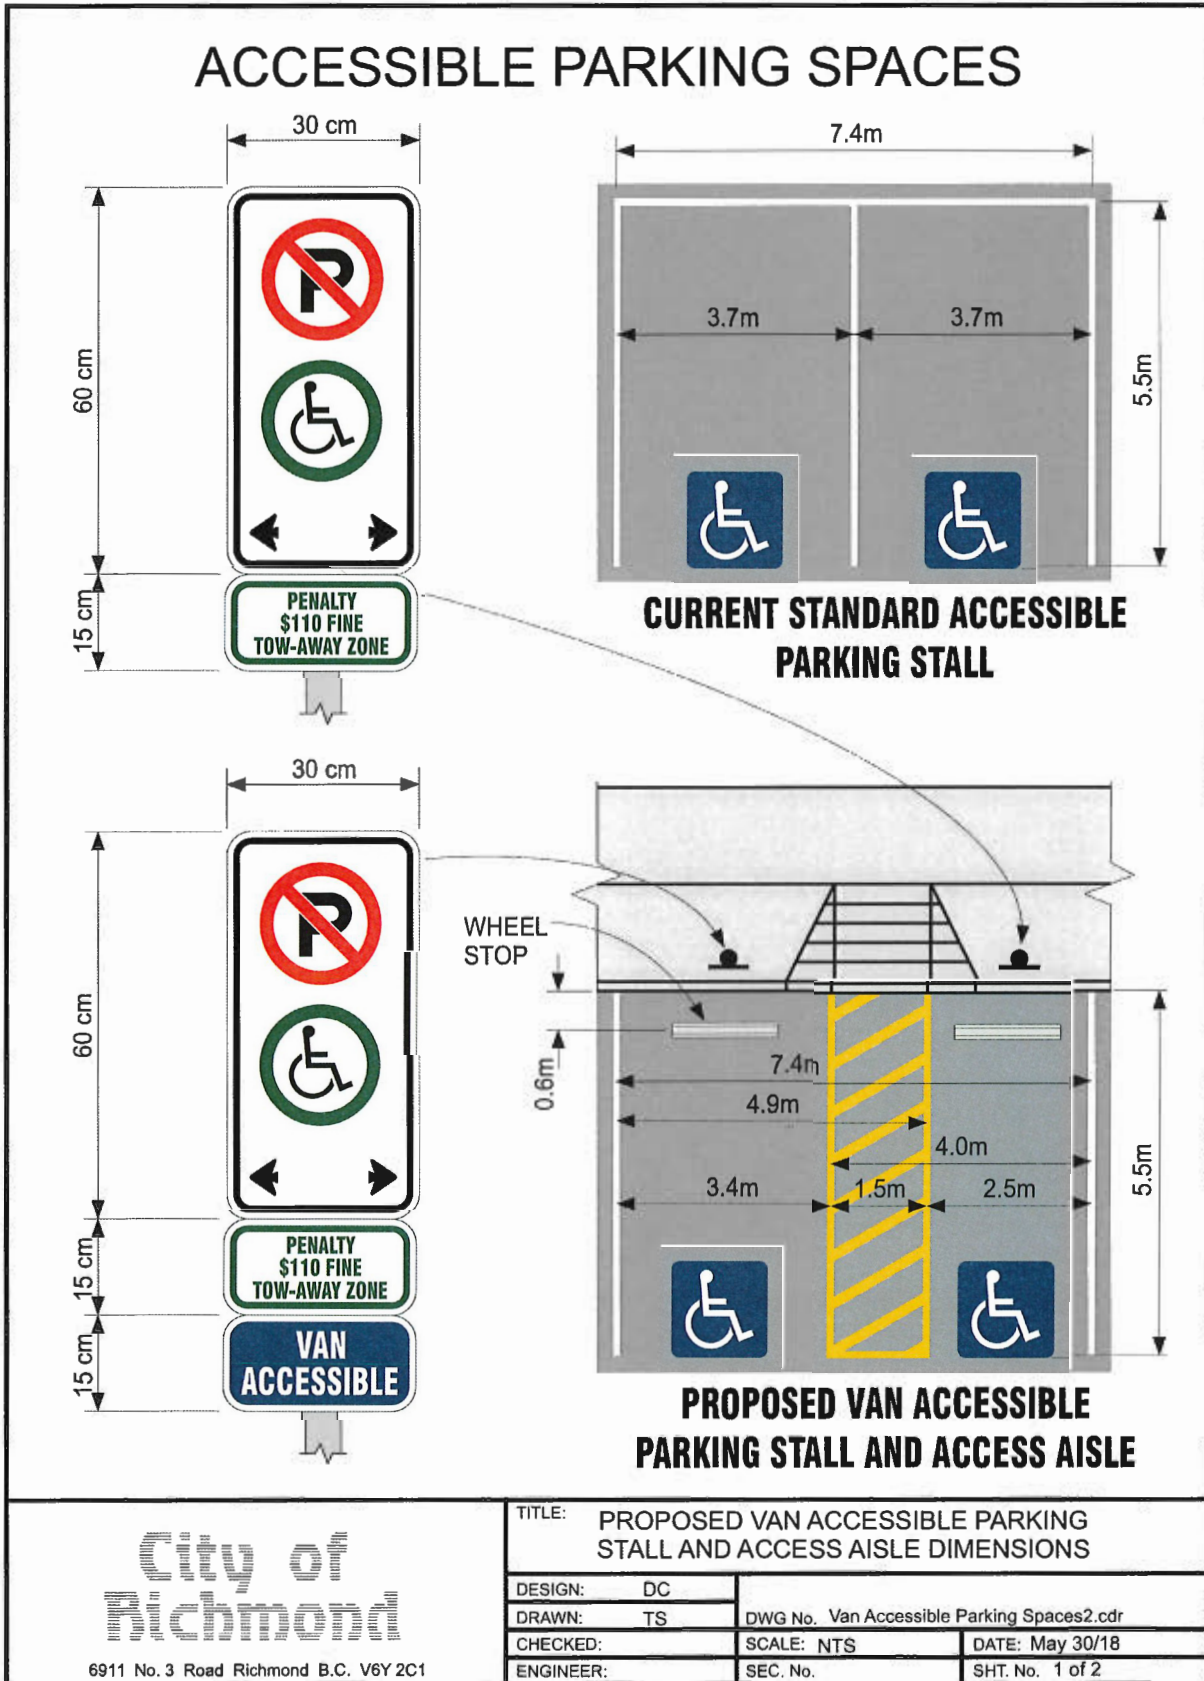 ACCESSIBLE PARKING SPACES
30 cm
60 cm
P
15 cm
PENALTY
$110 FINE
TOW-AWAY ZONE
7.4m
3.7m
3.7m
5.5m
CURRENT STANDARD ACCESSIBLE
PARKING STALL
30 cm
60 cm
P
15 cm
PENALTY
$110 FINE
TOW-AWAY ZONE
15 cm
VAN
ACCESSIBLE
WHEEL
STOP
0.6m
7.4m
4.9m
4.0m
3.4m
1.5m
2.5m
5.5m
PROPOSED VAN ACCESSIBLE
PARKING STALL AND ACCESS AISLE
City of
Richmond
6911 No. 3 Road Richmond B.C. V6Y 2C1
TITLE: PROPOSED VAN ACCESSIBLE PARKING
STALL AND ACCESS AISLE DIMENSIONS
DESIGN: DC
DRAWN: TS
DWG No. Van Accessible Parking Spaces2.cdr
CHECKED:
SCALE: NTS
DATE: May 30/18
ENGINEER:
SEC. No.
SHT. No. 1 of 2